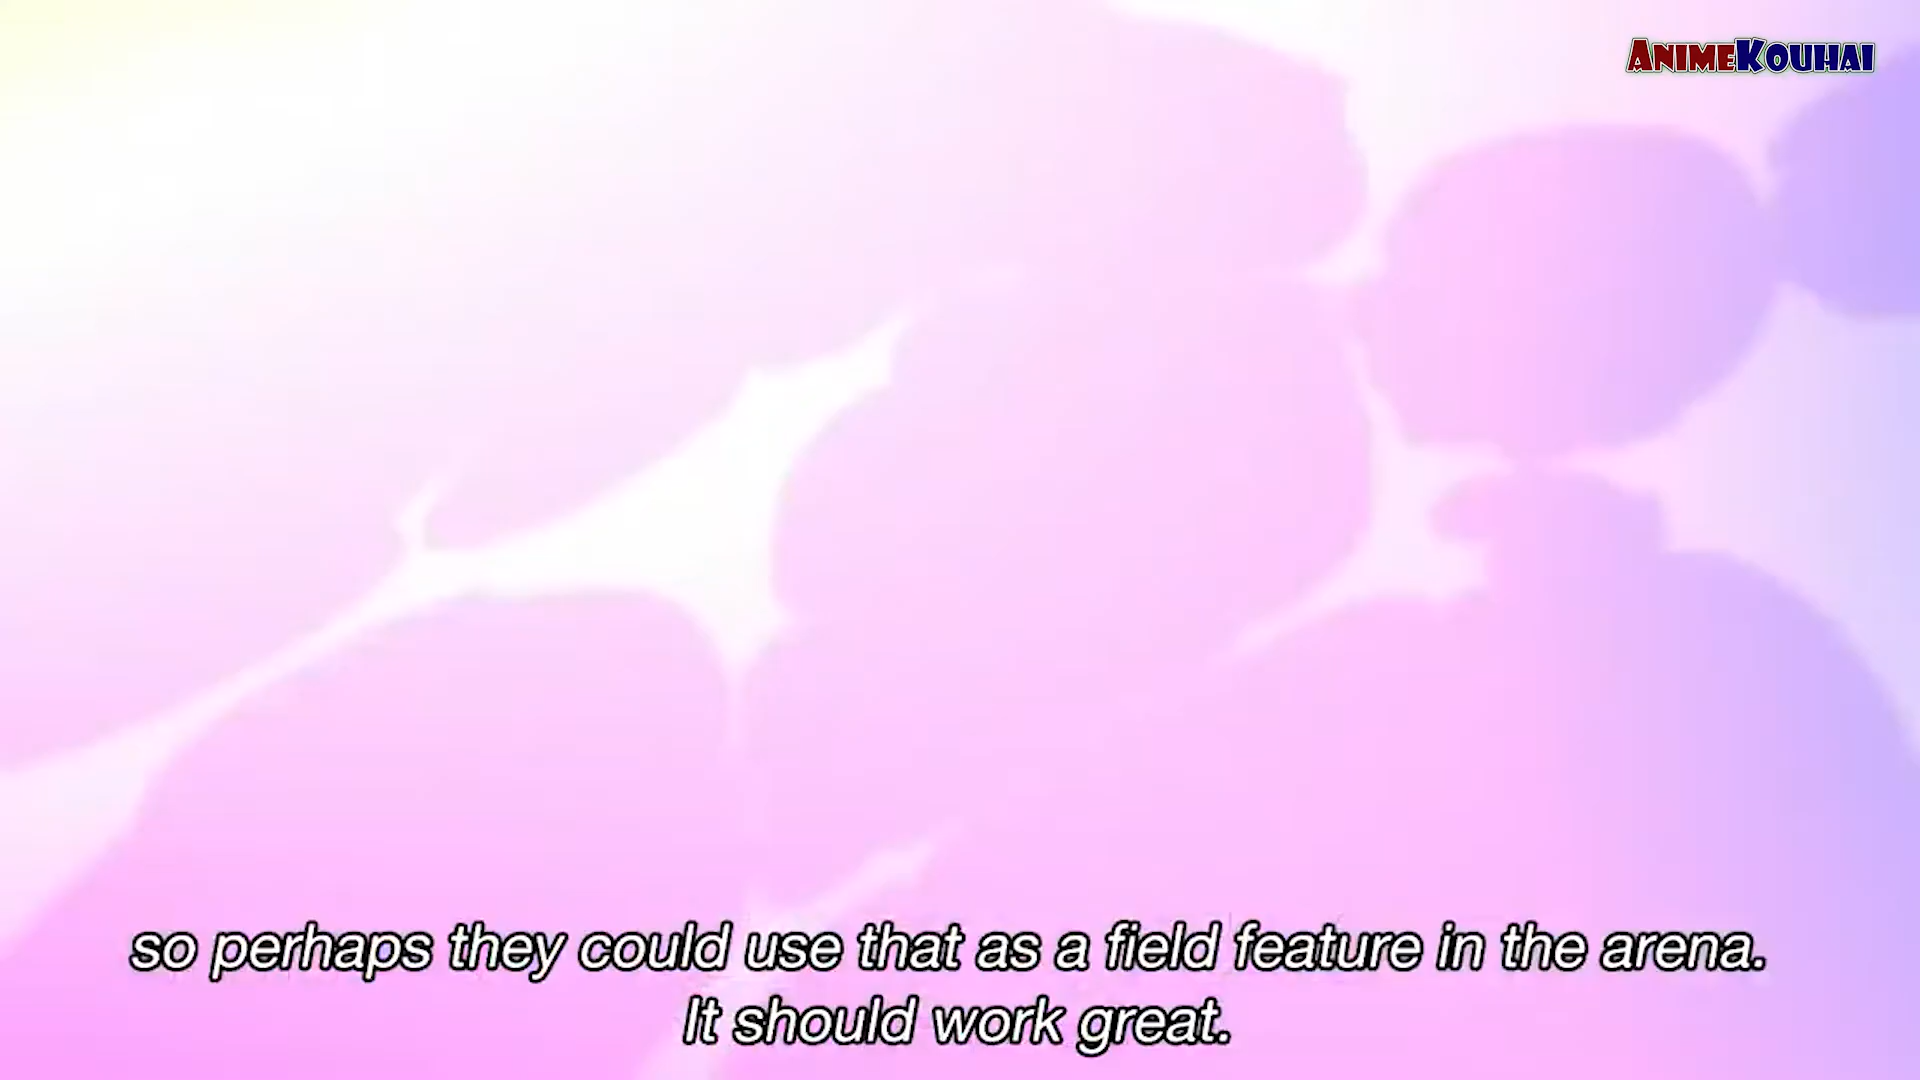 AnimeKouhai
so perhaps they could use that as a field feature in the arena.
It should work great.